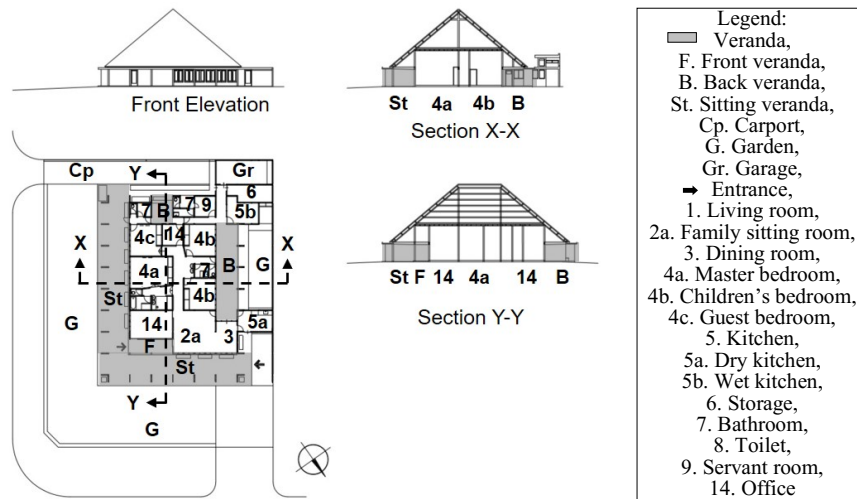 Front Elevation
St 4a 4b B
Section X-X
Cp Gr
Y
6
7 B 7 9 5b
4c 14 4b
X X
4a 7 B G
St 4b
G 14 2a 3 5a
F
St
Y
G
St F 14 4a 14 B
Section Y-Y
Legend:
Veranda,
F. Front veranda,
B. Back veranda,
St. Sitting veranda,
Cp. Carport,
G. Garden,
Gr. Garage,
Entrance,
1. Living room,
2a. Family sitting room,
3. Dining room,
4a. Master bedroom,
4b. Children’s bedroom,
4c. Guest bedroom,
5. Kitchen,
5a. Dry kitchen,
5b. Wet kitchen,
6. Storage,
7. Bathroom,
8. Toilet,
9. Servant room,
14. Office